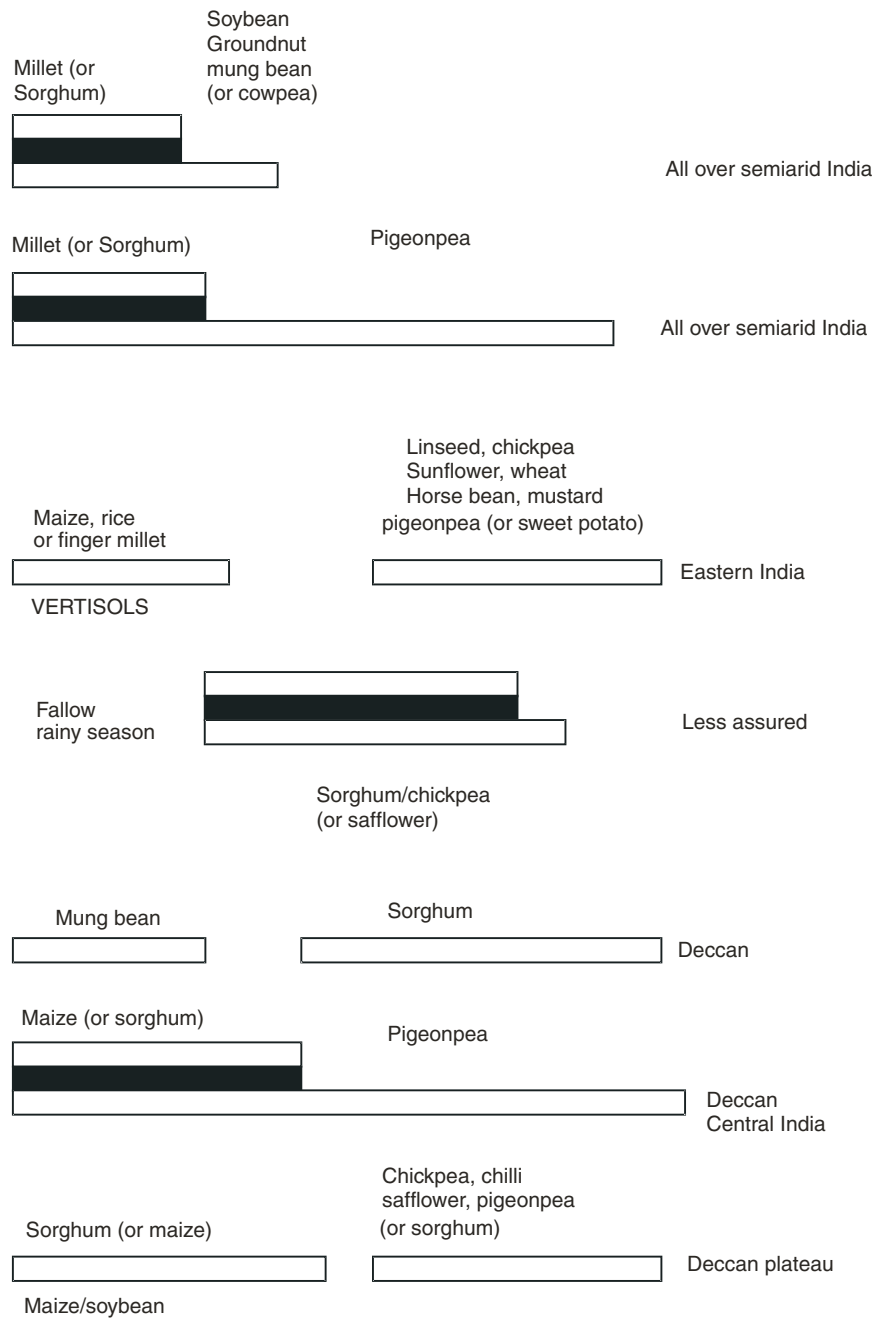 Millet (or
Sorghum)
Soybean
Groundnut
mung bean
(or cowpea)
All over semiarid India
Millet (or Sorghum)
Pigeonpea
All over semiarid India
Maize, rice
or finger millet
Linseed, chickpea
Sunflower, wheat
Horse bean, mustard
pigeonpea (or sweet potato)
Eastern India
VERTISOLS
Fallow
rainy season
Less assured
Sorghum/chickpea
(or safflower)
Mung bean
Sorghum
Deccan
Maize (or sorghum)
Pigeonpea
Deccan
Central India
Sorghum (or maize)
Chickpea, chilli
safflower, pigeonpea
(or sorghum)
Deccan plateau
Maize/soybean